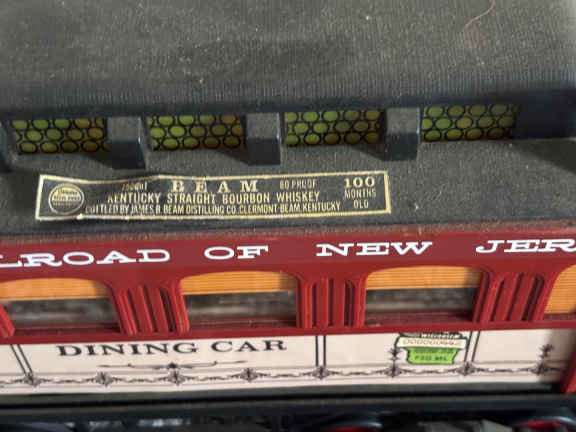 BEAM 80 PROOF
KENTUCKY STRAIGHT BOURBON WHISKEY
BOTTLED BY JAMES B. BEAM DISTILLING CO. CLERMONT-BEAM, KENTUCKY
100
MONTHS
OLD
LROAD OF NEW JER
DINING CAR
750 ML